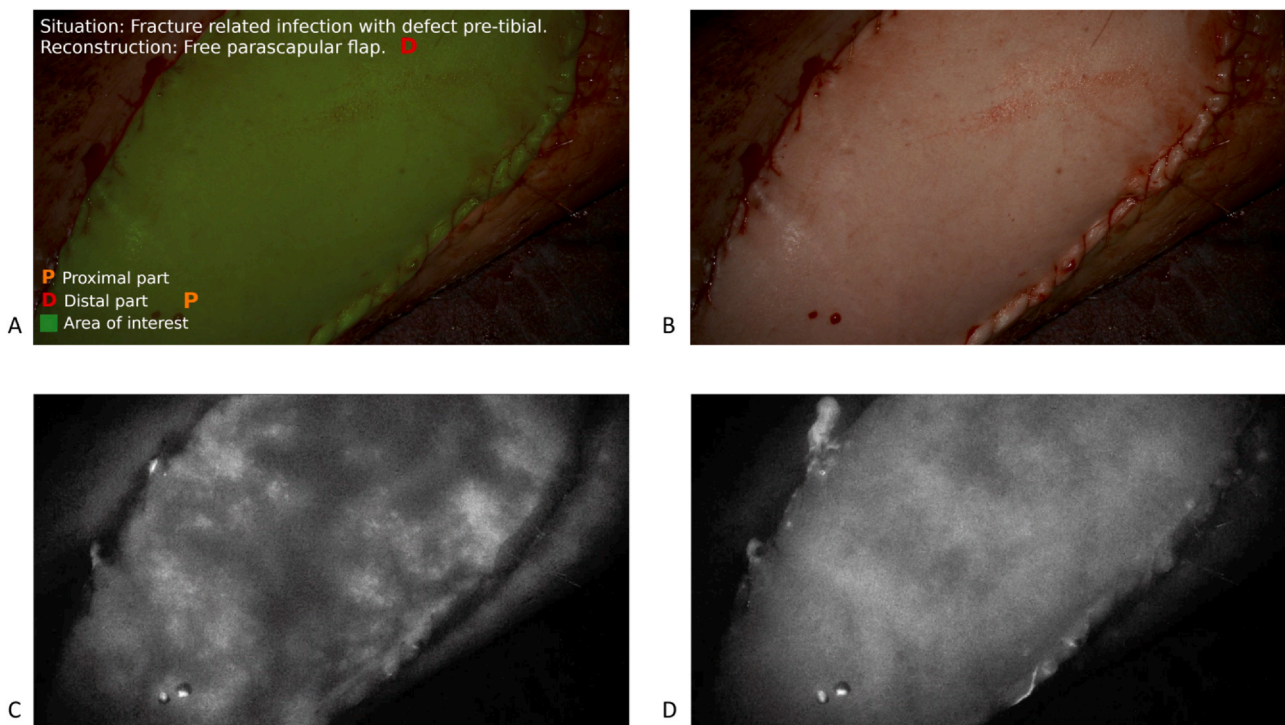 Situation: Fracture related infection with defect pre-tibial.
Reconstruction: Free parascapular flap. D
P Proximal part
D Distal part P
Area of interest
A
B
C
D